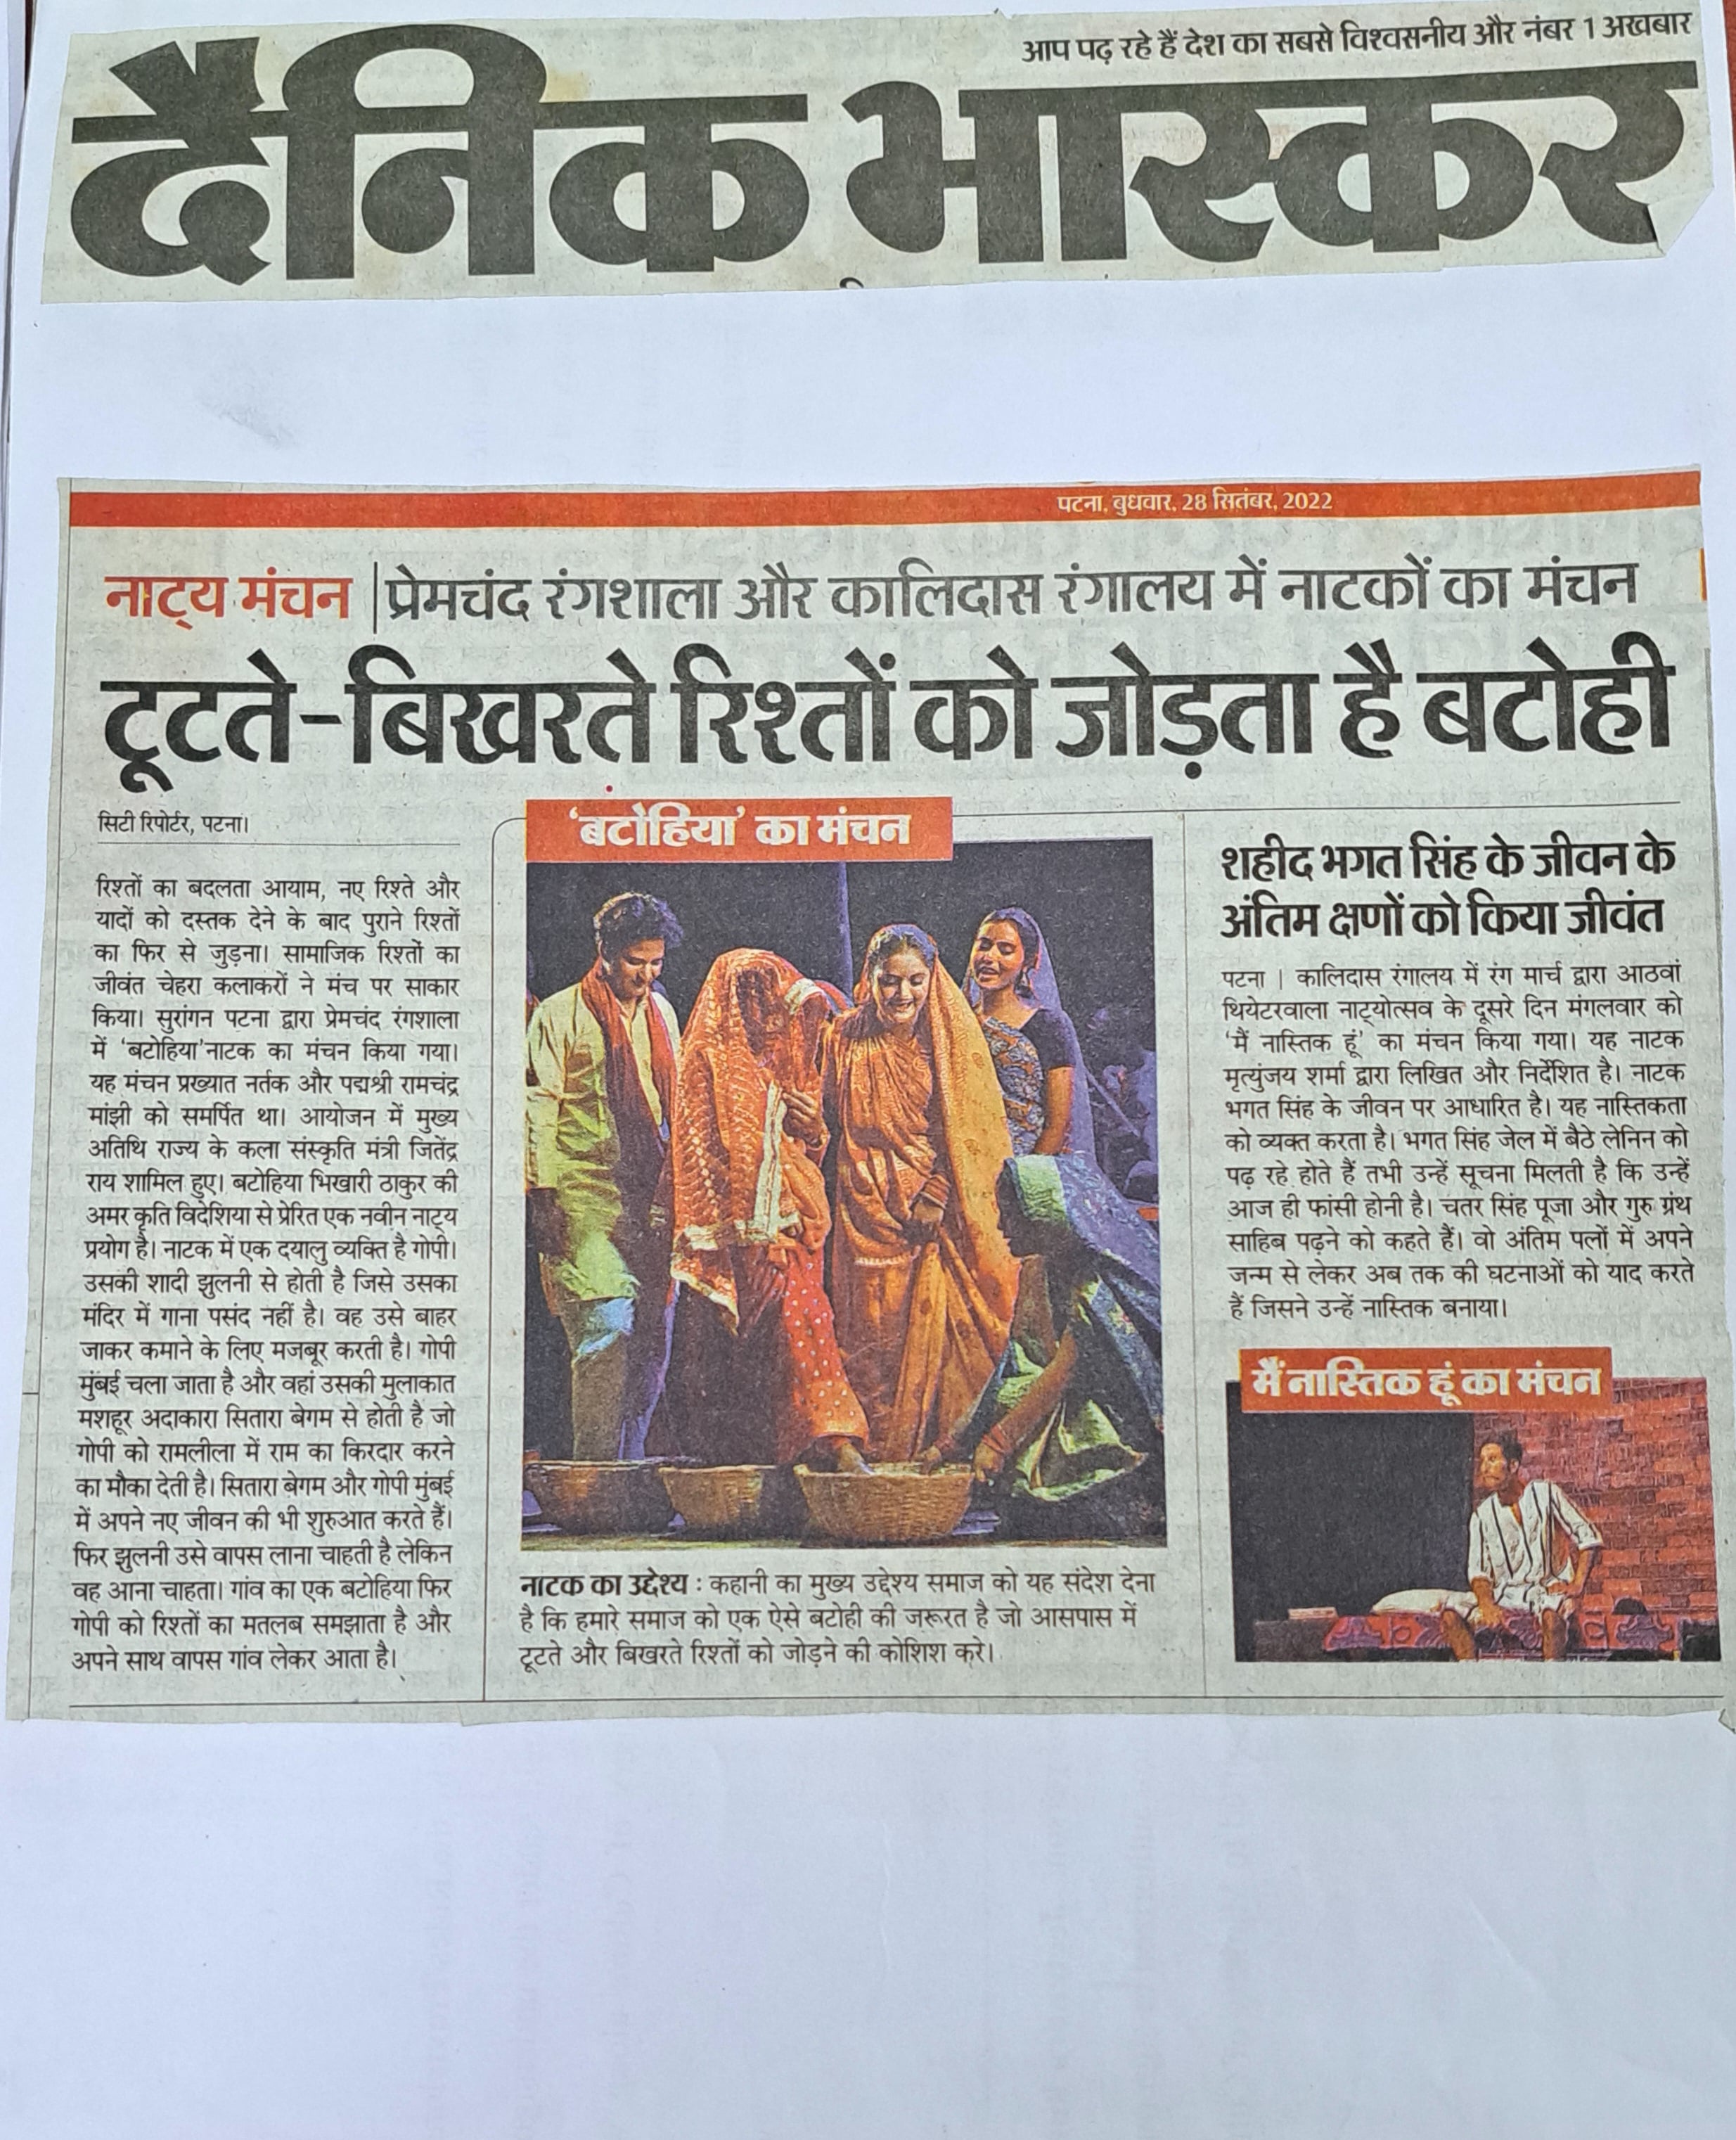 आप पढ़ रहे हैं देश का सबसे विश्वसनीय और नंबर 1 अखबार
दैनिक भास्कर
पटना, बुधवार, 28 सितंबर, 2022
नाट्य मंचन | प्रेमचंद रंगशाला और कालिदास रंगालय में नाटकों का मंचन
टूटते-बिखरते रिश्तों को जोड़ता है बटोही
सिटी रिपोर्टर, पटना।
रिश्तों का बदलता आयाम, नए रिश्ते और
यादों को दस्तक देने के बाद पुराने रिश्तों
का फिर से जुड़ना। सामाजिक रिश्तों का
जीवंत चेहरा कलाकरों ने मंच पर साकार
किया। सुरांगन पटना द्वारा प्रेमचंद रंगशाला
में ‘बटोहिया’नाटक का मंचन किया गया।
यह मंचन प्रख्यात नर्तक और पद्मश्री रामचंद्र
मांझी को समर्पित था। आयोजन में मुख्य
अतिथि राज्य के कला संस्कृति मंत्री जितेंद्र
राय शामिल हुए। बटोहिया भिखारी ठाकुर की
अमर कृति विदेशिया से प्रेरित एक नवीन नाट्य
प्रयोग है। नाटक में एक दयालु व्यक्ति है गोपी।
उसकी शादी झुलनी से होती है जिसे उसका
मंदिर में गाना पसंद नहीं है। वह उसे बाहर
जाकर कमाने के लिए मजबूर करती है। गोपी
मुंबई चला जाता है और वहां उसकी मुलाकात
मशहूर अदाकारा सितारा बेगम से होती है जो
गोपी को रामलीला में राम का किरदार करने
का मौका देती है। सितारा बेगम और गोपी मुंबई
में अपने नए जीवन की भी शुरुआत करते हैं।
फिर झुलनी उसे वापस लाना चाहती है लेकिन
वह आना चाहता। गांव का एक बटोहिया फिर
गोपी को रिश्तों का मतलब समझाता है और
अपने साथ वापस गांव लेकर आता है।
‘बटोहिया’ का मंचन
नाटक का उद्देश्य : कहानी का मुख्य उद्देश्य समाज को यह संदेश देना
है कि हमारे समाज को एक ऐसे बटोही की जरूरत है जो आसपास में
टूटते और बिखरते रिश्तों को जोड़ने की कोशिश करे।
शहीद भगत सिंह के जीवन के
अंतिम क्षणों को किया जीवंत
पटना | कालिदास रंगालय में रंग मार्च द्वारा आठवां
थियेटरवाला नाट्योत्सव के दूसरे दिन मंगलवार को
‘मैं नास्तिक हूं’ का मंचन किया गया। यह नाटक
मृत्युंजय शर्मा द्वारा लिखित और निर्देशित है। नाटक
भगत सिंह के जीवन पर आधारित है। यह नास्तिकता
को व्यक्त करता है। भगत सिंह जेल में बैठे लेनिन को
पढ़ रहे होते हैं तभी उन्हें सूचना मिलती है कि उन्हें
आज ही फांसी होनी है। चतर सिंह पूजा और गुरु ग्रंथ
साहिब पढ़ने को कहते हैं। वो अंतिम पलों में अपने
जन्म से लेकर अब तक की घटनाओं को याद करते
हैं जिसने उन्हें नास्तिक बनाया।
मैं नास्तिक हूं का मंचन